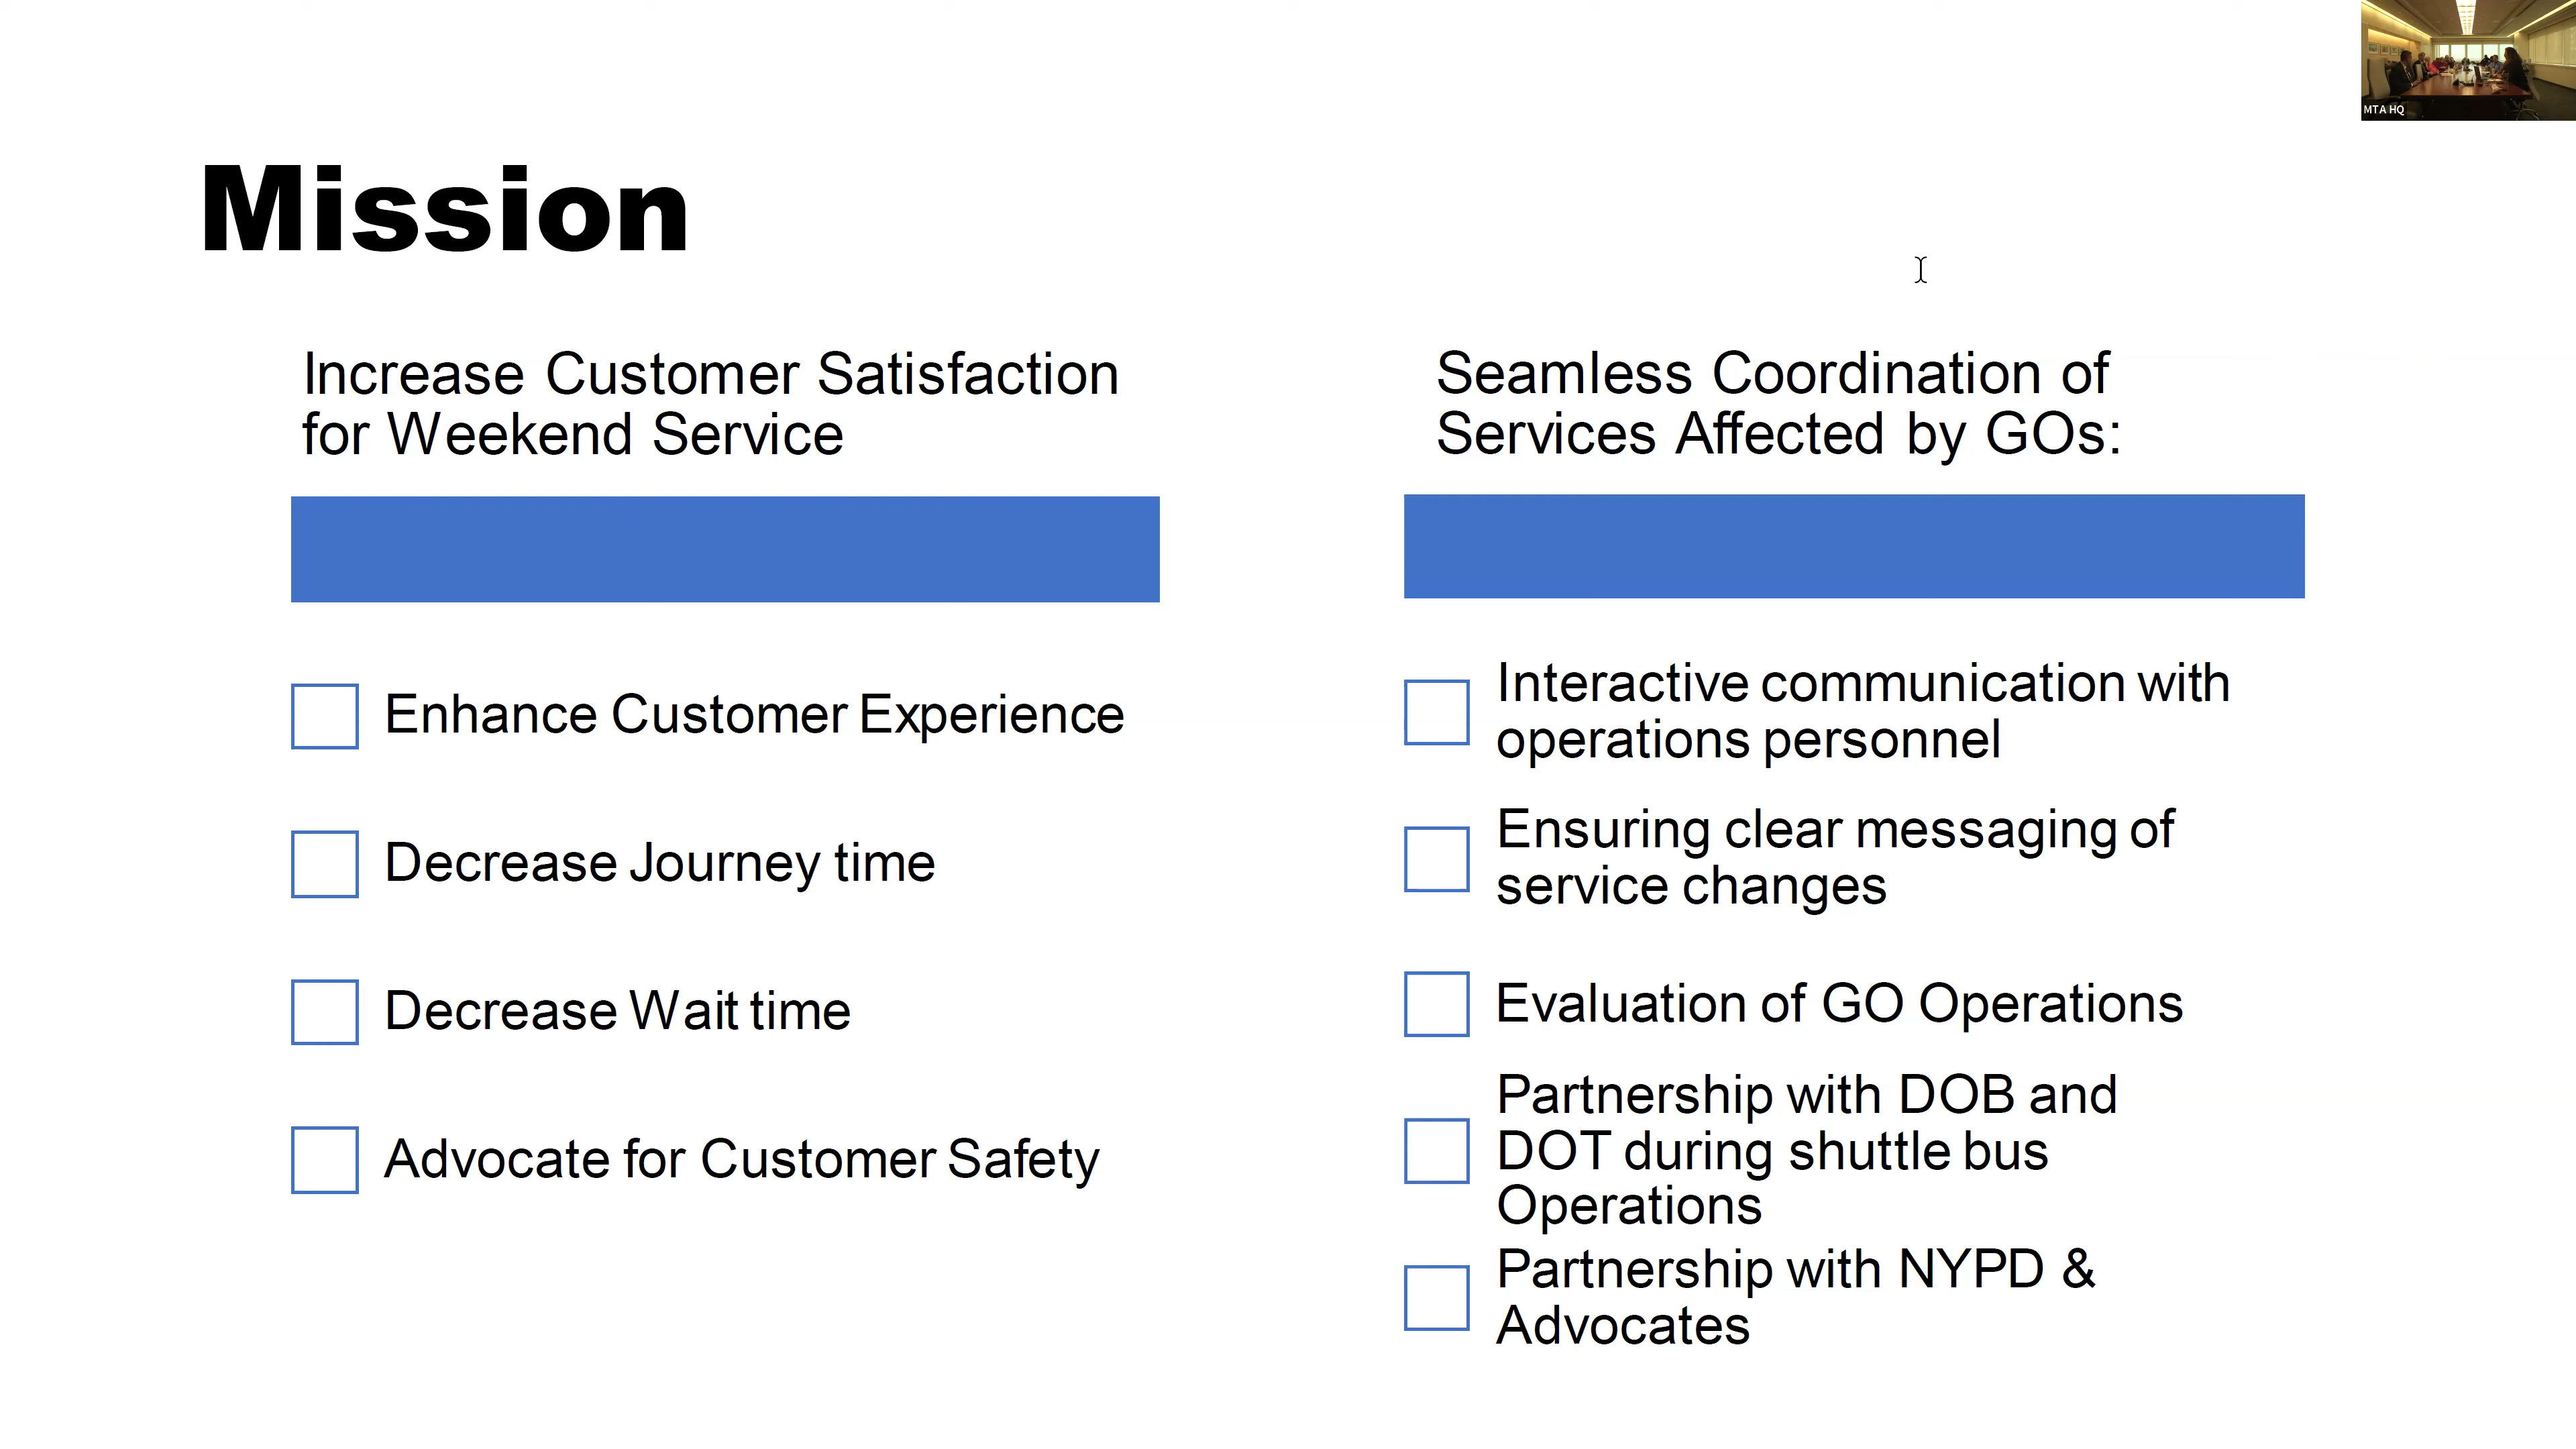 MTA HQ
Mission
Increase Customer Satisfaction
for Weekend Service
Enhance Customer Experience
Decrease Journey time
Decrease Wait time
Advocate for Customer Safety
Seamless Coordination of
Services Affected by GOs:
Interactive communication with
operations personnel
Ensuring clear messaging of
service changes
Evaluation of GO Operations
Partnership with DOB and
DOT during shuttle bus
Operations
Partnership with NYPD &
Advocates